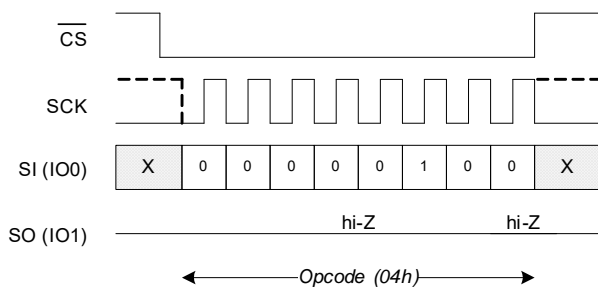 CS
SCK
SI (IO0) X 0 0 0 0 0 1 0 0 X
hi-Z hi-Z
SO (IO1)
Opcode (04h)